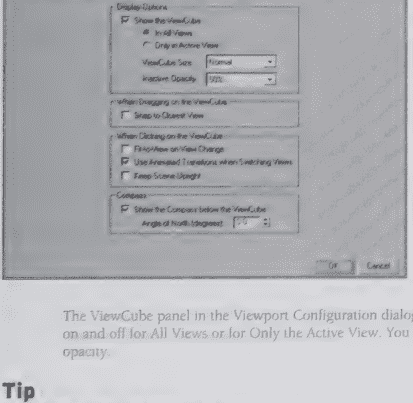 Display Options
Show the ViewCube
In All Views
Only in Active View
ViewCube Size: Normal
Inactive Opacity: 50%
When Dragging on the ViewCube
Snap to Closest View
When Clicking on the ViewCube
Fit-to-View on View Change
Use Animated Transitions when Switching Views
Keep Scene Upright
Compass
Show the Compass below the ViewCube
Angle of North (degrees):
OK Cancel
The ViewCube panel in the Viewport Configuration dialog
on and off for All Views or for Only the Active View. You
opacity.
Tip